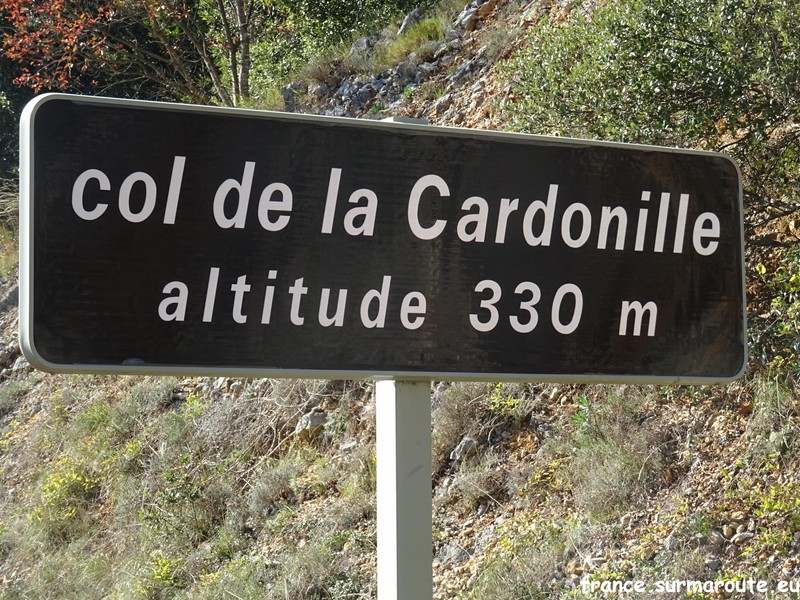 col de la Cardonille
altitude 330 m
france.surmaroute.eu